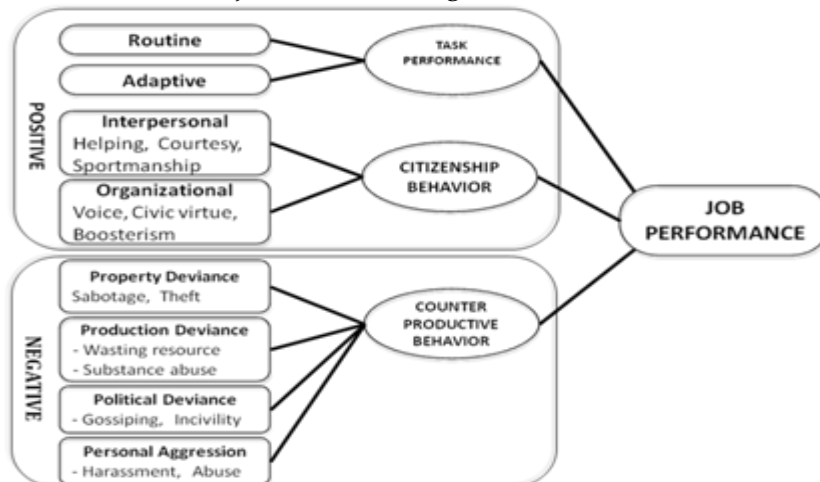 Routine
Adaptive
TASK
PERFORMANCE
POSITIVE
Interpersonal
Helping, Courtesy,
Sportmanship
Organizational
Voice, Civic virtue,
Boosterism
CITIZENSHIP
BEHAVIOR
JOB
PERFORMANCE
NEGATIVE
Property Deviance
Sabotage, Theft
Production Deviance
- Wasting resource
- Substance abuse
Political Deviance
- Gossiping, Incivility
Personal Aggression
- Harassment, Abuse
COUNTER
PRODUCTIVE
BEHAVIOR